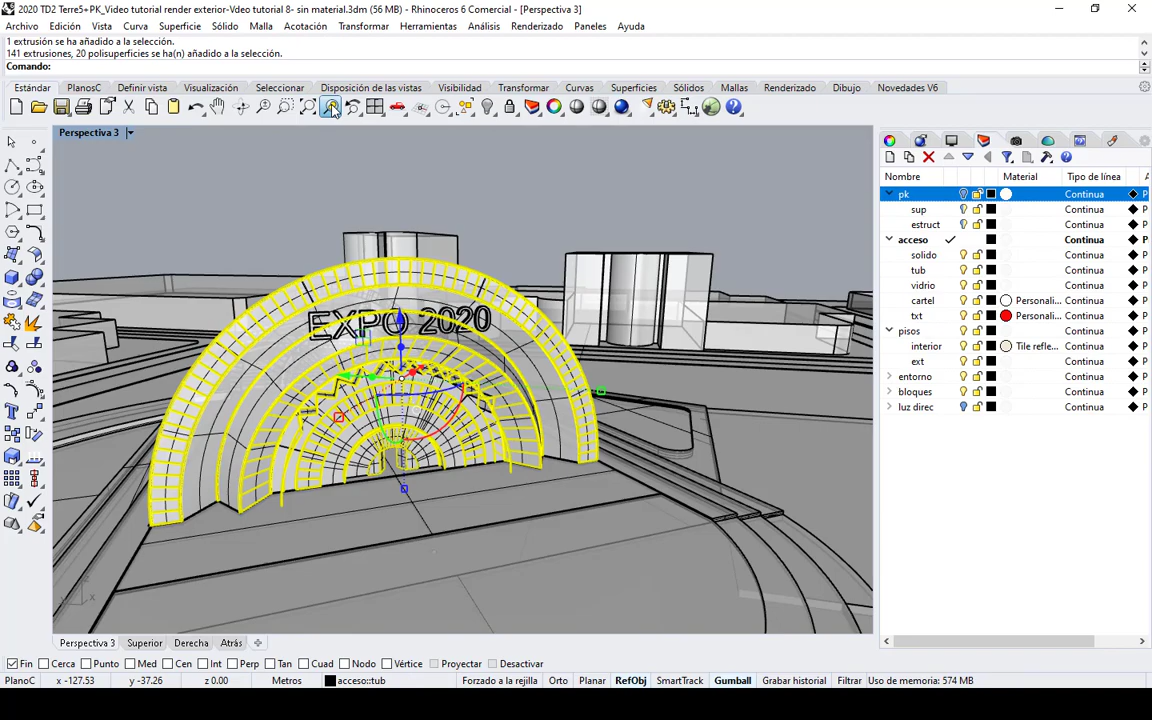 2020 TD2 Terre5+PK_Video tutorial render exterior-Vdeo tutorial 8- sin material.3dm (56 MB) - Rhinoceros 6 Comercial - [Perspectiva 3]
Archivo Edición Vista Curva Superficie Sólido Malla Acotación Transformar Herramientas Análisis Renderizado Paneles Ayuda
1 extrusión se ha añadido a la selección.
141 extrusiones, 20 polisuperficies se ha(n) añadido a la selección.
Comando:
Estándar PlanosC Definir vista Visualización Seleccionar Disposición de las vistas Visibilidad Transformar Curvas Superficies Sólidos Mallas Renderizado Dibujo Novedades V6
Perspectiva 3
Nombre Material Tipo de línea
pk Continua P
sup Continua P
estruct Continua P
acceso Continua P
solido Continua P
tub Continua P
vidrio Continua P
cartel Personali... Continua P
txt Personali... Continua P
pisos Continua P
interior Tile refle... Continua P
ext Continua P
entorno Continua P
bloques Continua P
luz direc Continua P
EXPO 2020
x
Perspectiva 3 Superior Derecha Atrás
Fin Cerca Punto Med Cen Int Perp Tan Cuad Nodo Vértice Proyectar Desactivar
PlanoC x -127.53 y -37.26 z 0.00 Metros acceso::tub Forzado a la rejilla Orto Planar RefObj SmartTrack Gumball Grabar historial Filtrar Uso de memoria: 574 MB